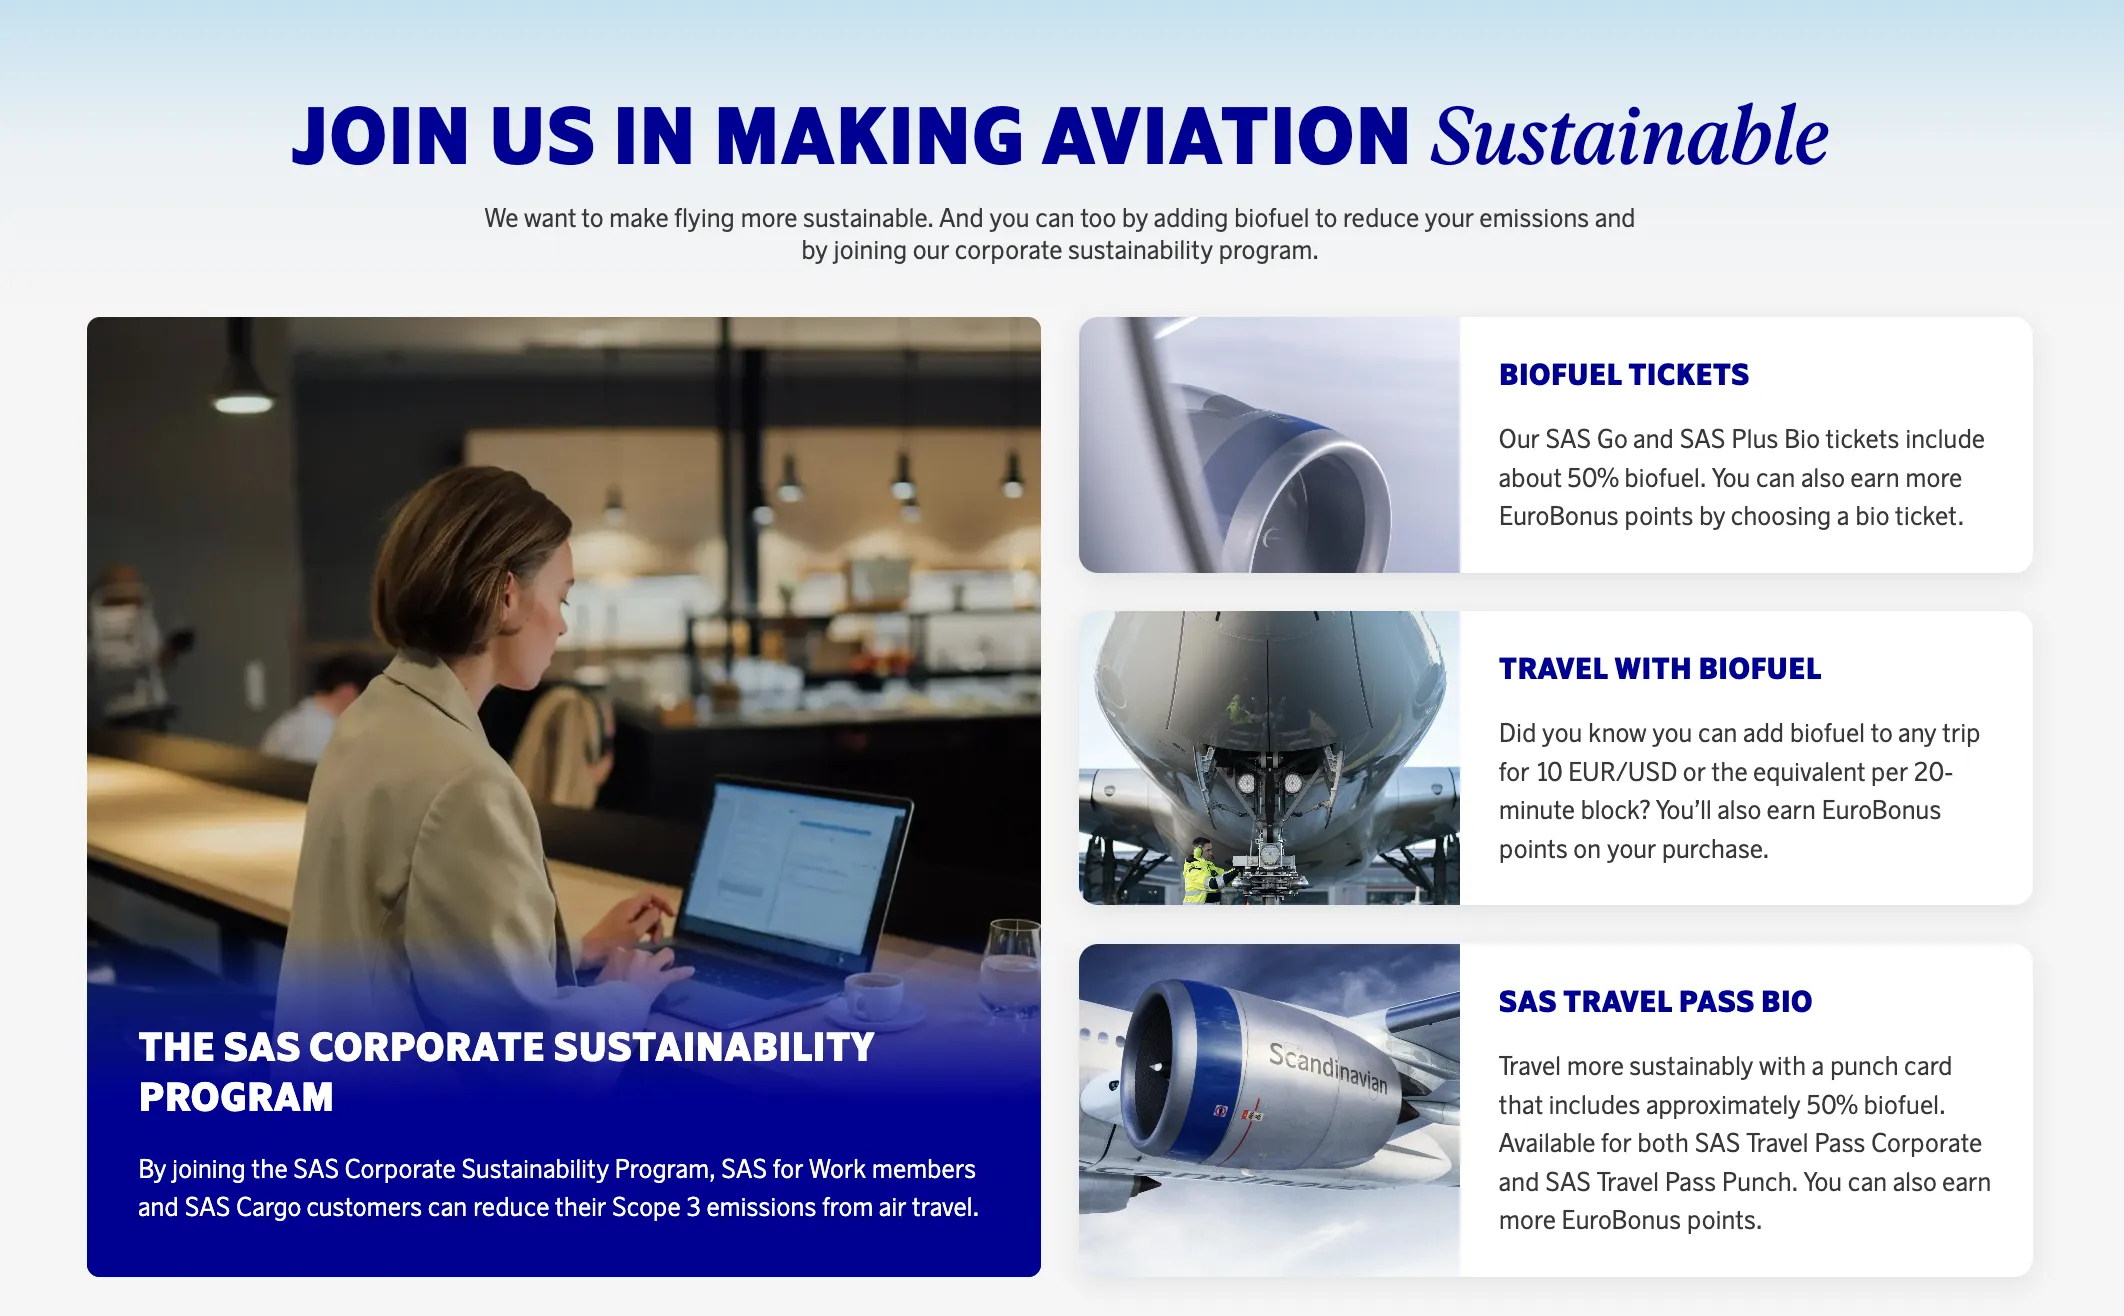 JOIN US IN MAKING AVIATION Sustainable
We want to make flying more sustainable. And you can too by adding biofuel to reduce your emissions and
by joining our corporate sustainability program.
THE SAS CORPORATE SUSTAINABILITY
PROGRAM
By joining the SAS Corporate Sustainability Program, SAS for Work members
and SAS Cargo customers can reduce their Scope 3 emissions from air travel.
BIOFUEL TICKETS
Our SAS Go and SAS Plus Bio tickets include
about 50% biofuel. You can also earn more
EuroBonus points by choosing a bio ticket.
TRAVEL WITH BIOFUEL
Did you know you can add biofuel to any trip
for 10 EUR/USD or the equivalent per 20-
minute block? You’ll also earn EuroBonus
points on your purchase.
Scandinavian
SAS TRAVEL PASS BIO
Travel more sustainably with a punch card
that includes approximately 50% biofuel.
Available for both SAS Travel Pass Corporate
and SAS Travel Pass Punch. You can also earn
more EuroBonus points.